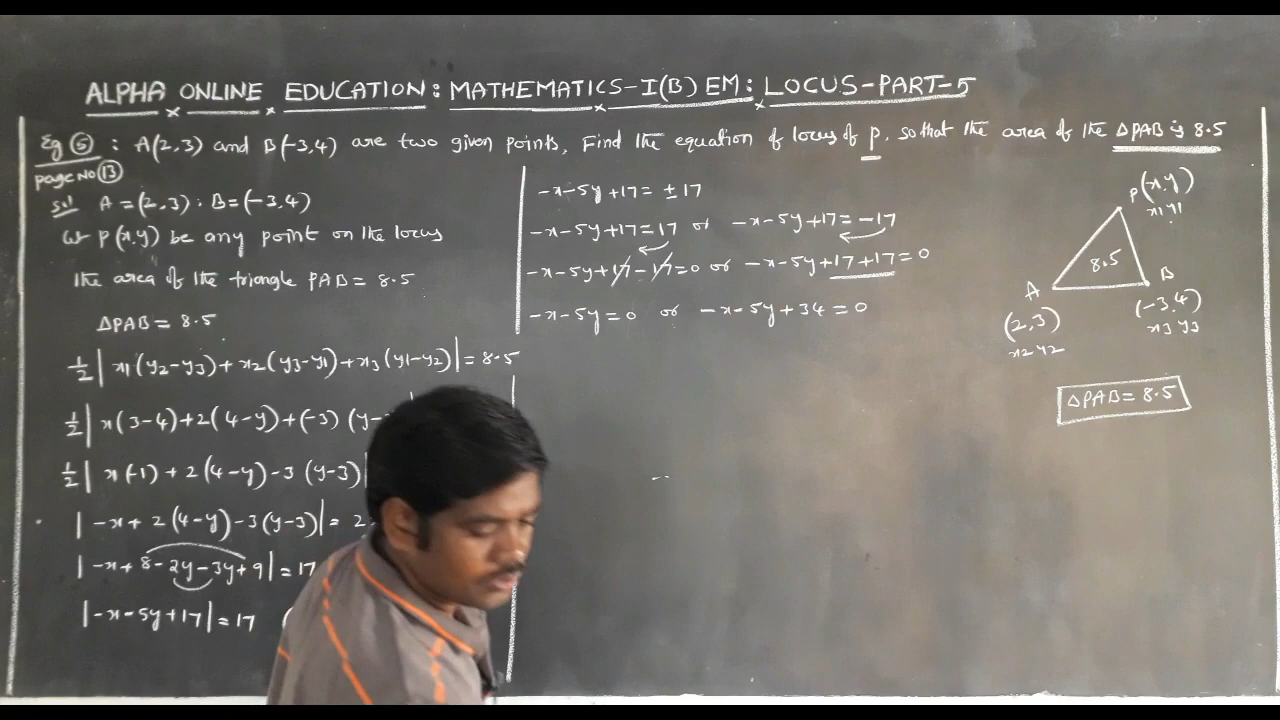 ALPHA ONLINE EDUCATION: MATHEMATICS-I(B) EM: LOCUS-PART-5
Eg ⑤ : A(2,3) and B(-3,4) are two given points, Find the equation of locus of P. so that the area of the ΔPAB is 8.5
page No ⑬
Sol A = (2,3) ; B = (-3,4)
let P(x,y) be any point on the locus
The area of the triangle PAB = 8.5
ΔPAB = 8.5
1/2 | x1(y2-y3) + x2(y3-y1) + x3(y1-y2) | = 8.5
1/2 | x(3-4) + 2(4-y) + (-3)(y-
1/2 | x(-1) + 2(4-y) - 3(y-3) |
| -x + 2(4-y) - 3(y-3) | = 2
| -x + 8 - 2y - 3y + 9 | = 17
| -x - 5y + 17 | = 17 (
-x-5y+17 = ±17
-x-5y+17 = 17 or -x-5y+17 = -17
-x-5y+17-17=0 or -x-5y+17+17=0
-x-5y=0 or -x-5y+34=0
P(x,y)
x1 y1
8.5
A
B
(2,3)
x2 y2
(-3,4)
x3 y3
ΔPAB = 8.5